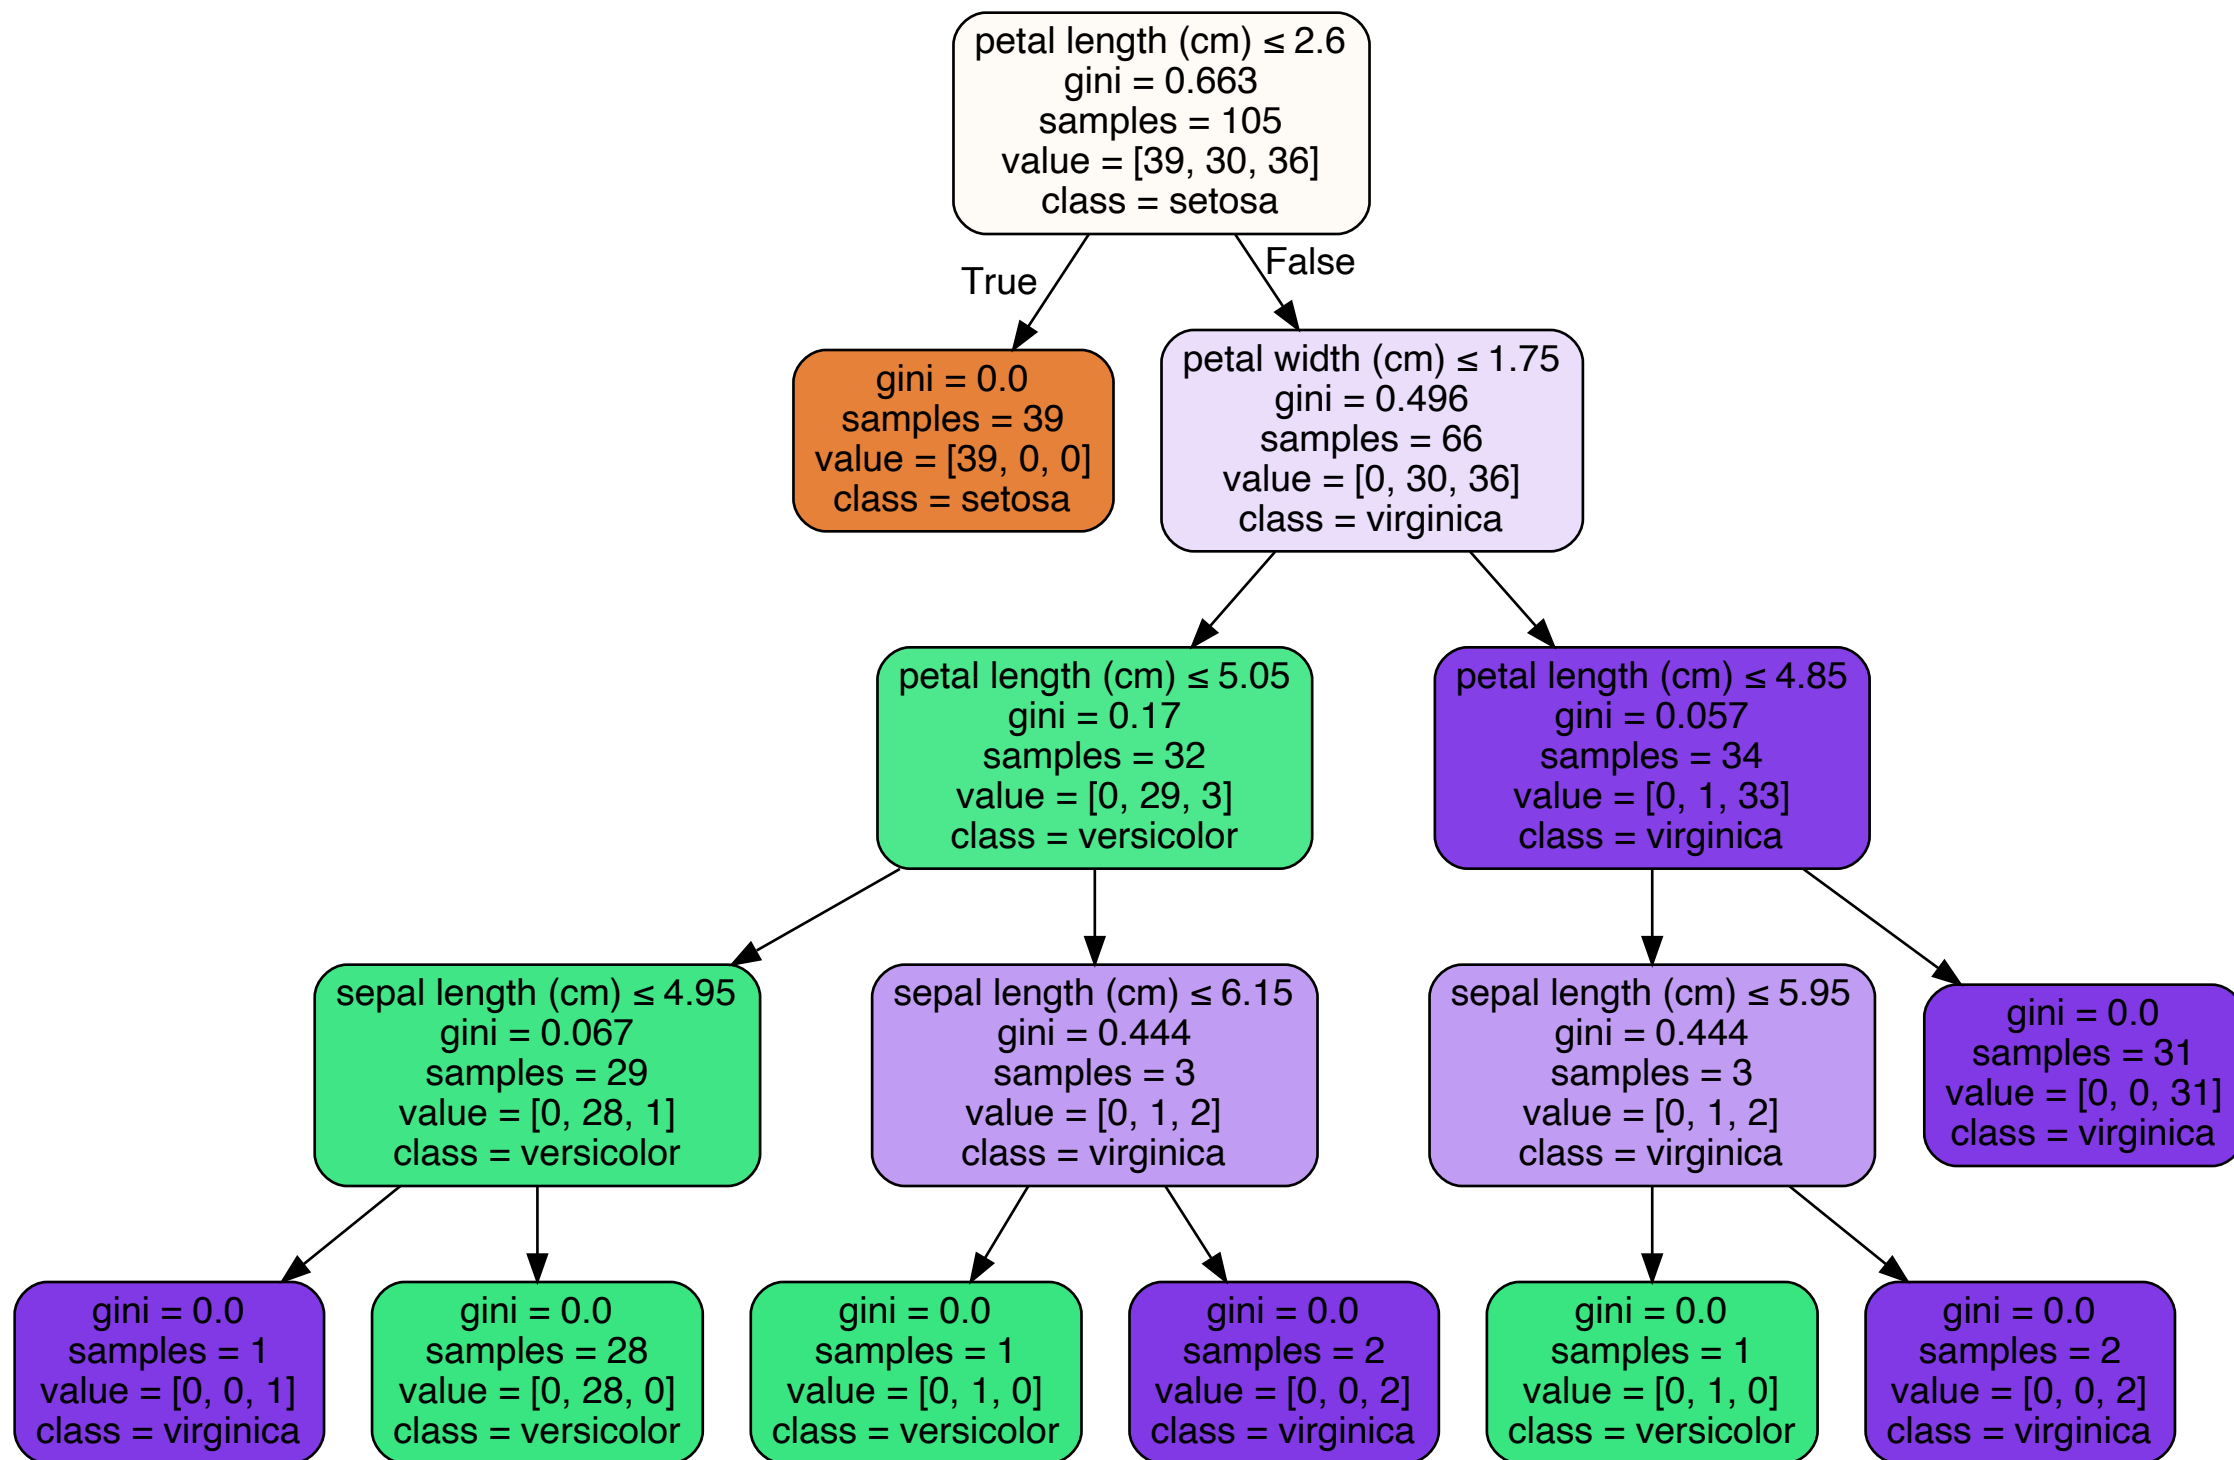 petal length (cm) ≤ 2.6
gini = 0.663
samples = 105
value = [39, 30, 36]
class = setosa
True
False
gini = 0.0
samples = 39
value = [39, 0, 0]
class = setosa
petal width (cm) ≤ 1.75
gini = 0.496
samples = 66
value = [0, 30, 36]
class = virginica
petal length (cm) ≤ 5.05
gini = 0.17
samples = 32
value = [0, 29, 3]
class = versicolor
petal length (cm) ≤ 4.85
gini = 0.057
samples = 34
value = [0, 1, 33]
class = virginica
sepal length (cm) ≤ 4.95
gini = 0.067
samples = 29
value = [0, 28, 1]
class = versicolor
sepal length (cm) ≤ 6.15
gini = 0.444
samples = 3
value = [0, 1, 2]
class = virginica
sepal length (cm) ≤ 5.95
gini = 0.444
samples = 3
value = [0, 1, 2]
class = virginica
gini = 0.0
samples = 31
value = [0, 0, 31]
class = virginica
gini = 0.0
samples = 1
value = [0, 0, 1]
class = virginica
gini = 0.0
samples = 28
value = [0, 28, 0]
class = versicolor
gini = 0.0
samples = 1
value = [0, 1, 0]
class = versicolor
gini = 0.0
samples = 2
value = [0, 0, 2]
class = virginica
gini = 0.0
samples = 1
value = [0, 1, 0]
class = versicolor
gini = 0.0
samples = 2
value = [0, 0, 2]
class = virginica